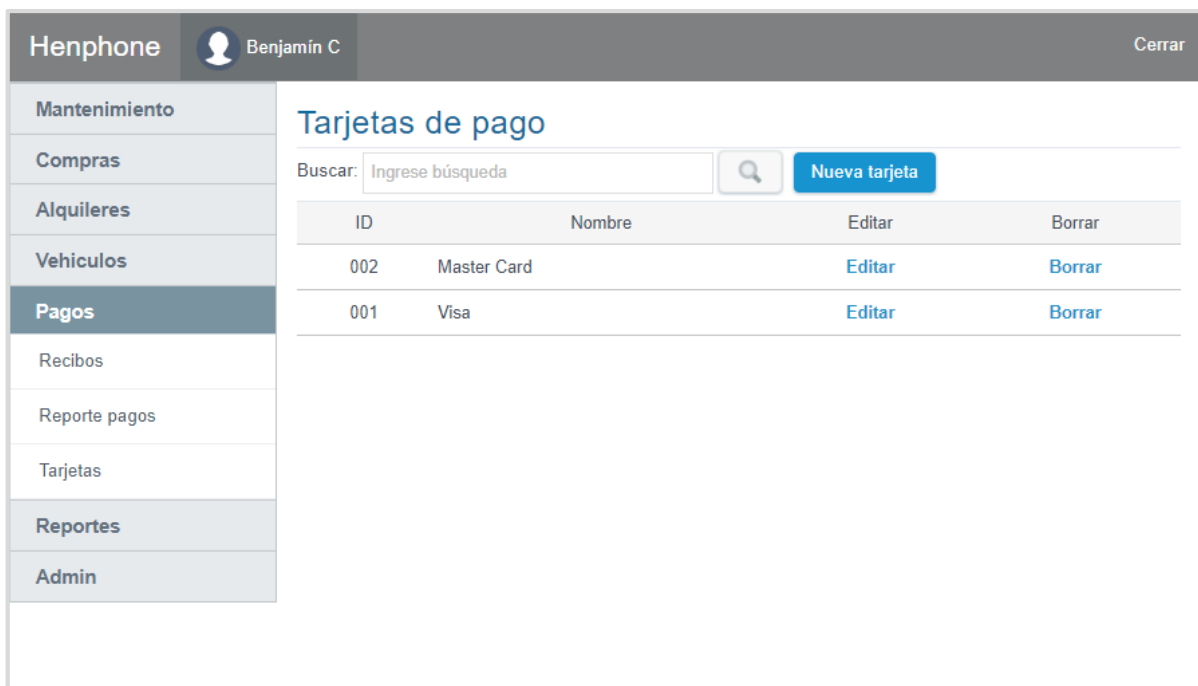 Henphone
Benjamín C
Cerrar
Mantenimiento
Compras
Alquileres
Vehiculos
Pagos
Recibos
Reporte pagos
Tarjetas
Reportes
Admin
Tarjetas de pago
Buscar: Ingrese búsqueda Nueva tarjeta
ID Nombre Editar Borrar
002 Master Card Editar Borrar
001 Visa Editar Borrar